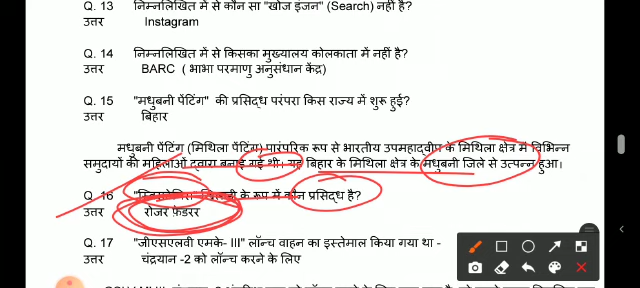 Q. 13 निम्नलिखित में से कौन सा "खोज इंजन" (Search) नहीं है?
उत्तर Instagram
Q. 14 निम्नलिखित में से किसका मुख्यालय कोलकाता में नहीं है?
उत्तर BARC ( भाभा परमाणु अनुसंधान केंद्र)
Q. 15 "मधुबनी पेंटिंग" की प्रसिद्ध परंपरा किस राज्य में शुरू हुई?
उत्तर बिहार
मधुबनी पेंटिंग (मिथिला पेंटिंग) पारंपरिक रूप से भारतीय उपमहाद्वीप के मिथिला क्षेत्र में विभिन्न
समुदायों की महिलाओं द्वारा बनाई गई थी। यह बिहार के मिथिला क्षेत्र के मधुबनी जिले से उत्पन्न हुआ।
Q. 16 के रूप में कौन प्रसिद्ध है?
उत्तर रोजर फ़ेडरर
Q. 17 "जीएसएलवी एमके- III" लॉन्च वाहन का इस्तेमाल किया गया था -
उत्तर चंद्रयान -2 को लॉन्च करने के लिए